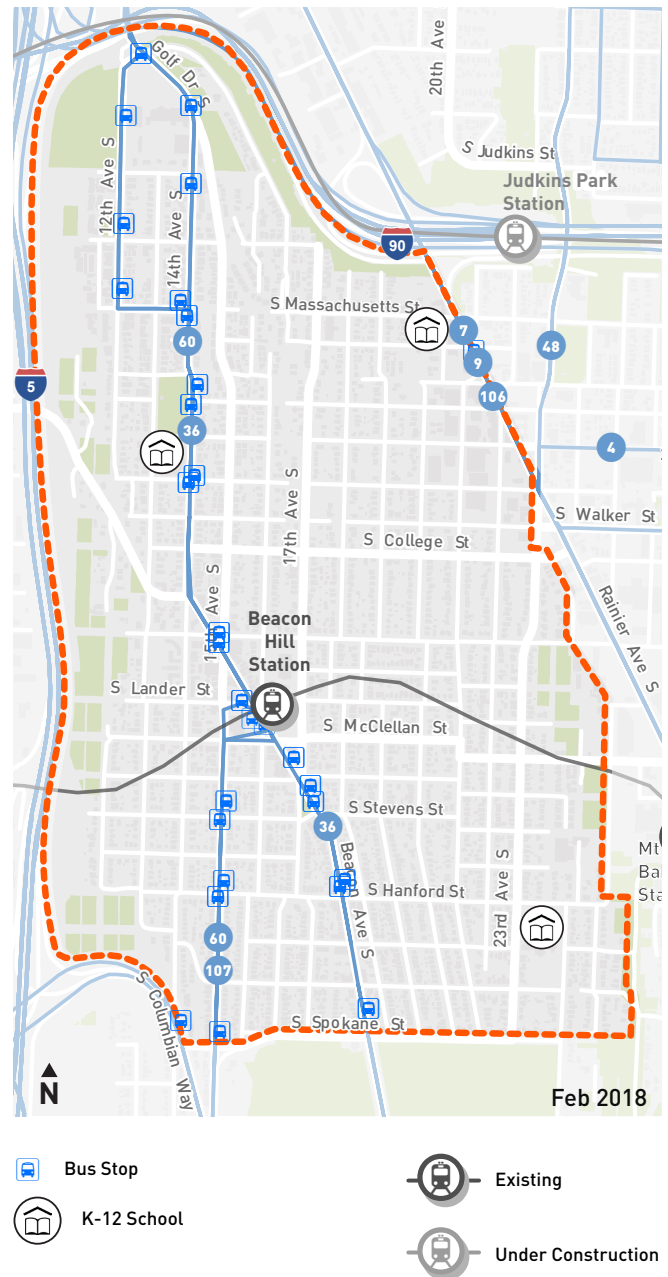 20th Ave S
Golf Dr S
S Judkins St
Judkins Park
Station
12th Ave S
14th Ave S
90
S Massachusetts St
7
60
48
9
5
106
36
4
17th Ave S
S Walker St
S College St
15th Ave S
Beacon
Hill
Station
Rainier Ave S
S Lander St
S McClellan St
S Stevens St
36
Mt
Ba
Sta
Beacon Ave S
S Hanford St
23rd Ave S
60
107
S Columbian Way
S Spokane St
N
Feb 2018
Bus Stop
Existing
K-12 School
Under Construction